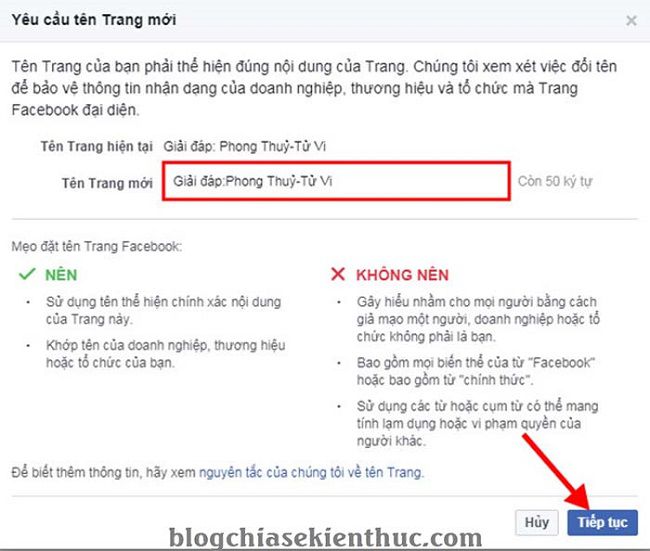 Yêu cầu tên Trang mới
Tên Trang của bạn phải thể hiện đúng nội dung của Trang. Chúng tôi xem xét việc đổi tên
để bảo vệ thông tin nhận dạng của doanh nghiệp, thương hiệu và tổ chức mà Trang
Facebook đại diện.
Tên Trang hiện tại Giải đáp: Phong Thuỷ-Tử Vi
Tên Trang mới Giải đáp:Phong Thuỷ-Tử Vi Còn 50 ký tự
Mẹo đặt tên Trang Facebook:
NÊN
• Sử dụng tên thể hiện chính xác nội dung
của Trang này.
• Khớp tên của doanh nghiệp, thương hiệu
hoặc tổ chức của bạn.
KHÔNG NÊN
• Gây hiểu nhầm cho mọi người bằng cách
giả mạo một người, doanh nghiệp hoặc tổ
chức không phải là bạn.
• Bao gồm mọi biến thể của từ "Facebook"
hoặc bao gồm từ "chính thức".
• Sử dụng các từ hoặc cụm từ có thể mang
tính lạm dụng hoặc vi phạm quyền của
người khác.
Để biết thêm thông tin, hãy xem nguyên tắc của chúng tôi về tên Trang.
Hủy Tiếp tục
blogchiasekienthuc.com